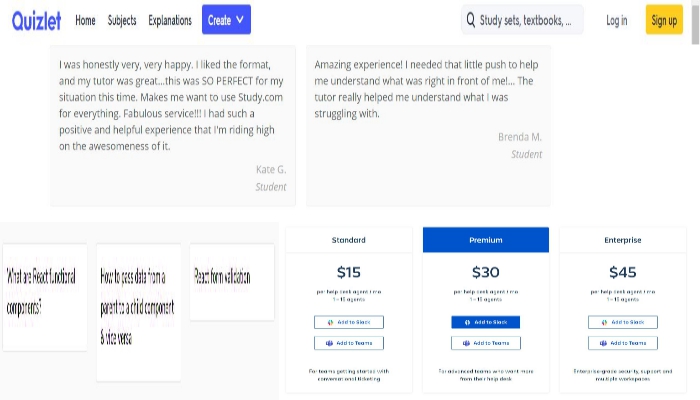 Quizlet Home Subjects Explanations Create Study sets, textbooks, ... Log in Sign up
I was honestly very, very happy. I liked the format,
and my tutor was great...this was SO PERFECT for my
situation this time. Makes me want to use Study.com
for everything. Fabulous service!!! I had such a
positive and helpful experience that I'm riding high
on the awesomeness of it.
Kate G.
Student
Amazing experience! I needed that little push to help
me understand what was right in front of me!... The
tutor really helped me understand what I was
struggling with.
Brenda M.
Student
What are React functional
components?
How to pass data from a
parent to a child component
& vice versa
React form validation
Standard
$15
per help desk agent / mo
1 – 15 agents
Add to Slack
Add to Teams
For teams getting started with
conversational ticketing
Premium
$30
per help desk agent / mo
1 – 15 agents
Add to Slack
Add to Teams
For advanced teams who want more
from their help desk
Enterprise
$45
per help desk agent / mo
1 – 15 agents
Add to Slack
Add to Teams
Enterprise-grade security, support and
multiple workspaces